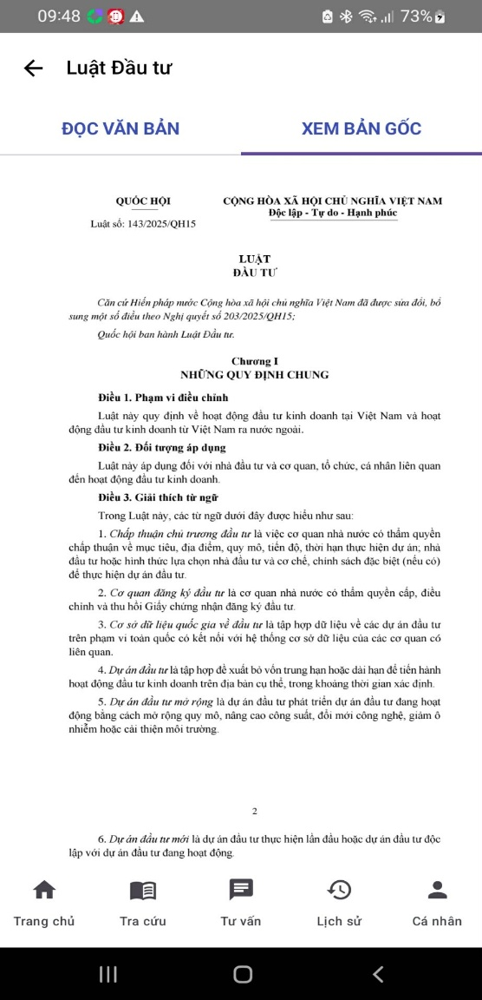 09:48
73%
Luật Đầu tư
ĐỌC VĂN BẢN
XEM BẢN GỐC
QUỐC HỘI
CỘNG HÒA XÃ HỘI CHỦ NGHĨA VIỆT NAM
Độc lập - Tự do - Hạnh phúc
Luật số: 143/2025/QH15
LUẬT
ĐẦU TƯ
Căn cứ Hiến pháp nước Cộng hòa xã hội chủ nghĩa Việt Nam đã được sửa đổi, bổ
sung một số điều theo Nghị quyết số 203/2025/QH15;
Quốc hội ban hành Luật Đầu tư.
Chương I
NHỮNG QUY ĐỊNH CHUNG
Điều 1. Phạm vi điều chỉnh
Luật này quy định về hoạt động đầu tư kinh doanh tại Việt Nam và hoạt
động đầu tư kinh doanh từ Việt Nam ra nước ngoài.
Điều 2. Đối tượng áp dụng
Luật này áp dụng đối với nhà đầu tư và cơ quan, tổ chức, cá nhân liên quan
đến hoạt động đầu tư kinh doanh.
Điều 3. Giải thích từ ngữ
Trong Luật này, các từ ngữ dưới đây được hiểu như sau:
1. Chấp thuận chủ trương đầu tư là việc cơ quan nhà nước có thẩm quyền
chấp thuận về mục tiêu, địa điểm, quy mô, tiến độ, thời hạn thực hiện dự án; nhà
đầu tư hoặc hình thức lựa chọn nhà đầu tư và cơ chế, chính sách đặc biệt (nếu có)
để thực hiện dự án đầu tư.
2. Cơ quan đăng ký đầu tư là cơ quan nhà nước có thẩm quyền cấp, điều
chỉnh và thu hồi Giấy chứng nhận đăng ký đầu tư.
3. Cơ sở dữ liệu quốc gia về đầu tư là tập hợp dữ liệu về các dự án đầu tư
trên phạm vi toàn quốc có kết nối với hệ thống cơ sở dữ liệu của các cơ quan có
liên quan.
4. Dự án đầu tư là tập hợp đề xuất bỏ vốn trung hạn hoặc dài hạn để tiến hành
hoạt động đầu tư kinh doanh trên địa bàn cụ thể, trong khoảng thời gian xác định.
5. Dự án đầu tư mở rộng là dự án đầu tư phát triển dự án đầu tư đang hoạt
động bằng cách mở rộng quy mô, nâng cao công suất, đổi mới công nghệ, giảm ô
nhiễm hoặc cải thiện môi trường.
2
6. Dự án đầu tư mới là dự án đầu tư thực hiện lần đầu hoặc dự án đầu tư độc
lập với dự án đầu tư đang hoạt động.
Trang chủ
Tra cứu
Tư vấn
Lịch sử
Cá nhân